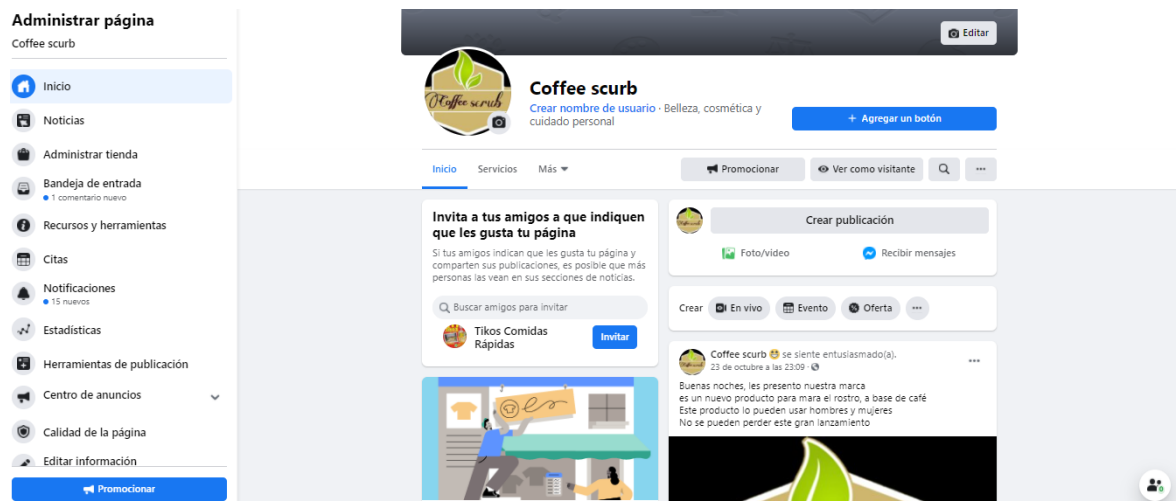 Administrar página
Coffee scurb
Inicio
Noticias
Administrar tienda
Bandeja de entrada
1 comentario nuevo
Recursos y herramientas
Citas
Notificaciones
15 nuevos
Estadísticas
Herramientas de publicación
Centro de anuncios
Calidad de la página
Editar información
Promocionar
Editar
Coffee scrub
Coffee scurb
Crear nombre de usuario · Belleza, cosmética y
cuidado personal
+ Agregar un botón
Inicio Servicios Más
Promocionar Ver como visitante
Invita a tus amigos a que indiquen
que les gusta tu página
Si tus amigos indican que les gusta tu página y
comparten sus publicaciones, es posible que más
personas las vean en sus secciones de noticias.
Buscar amigos para invitar
Tikos Comidas
Rápidas
Invitar
Crear publicación
Foto/video Recibir mensajes
Crear En vivo Evento Oferta
Coffee scurb 😁 se siente entusiasmado(a).
23 de octubre a las 23:09 ·
Buenas noches, les presento nuestra marca
es un nuevo producto para mara el rostro, a base de café
Este producto lo pueden usar hombres y mujeres
No se pueden perder este gran lanzamiento